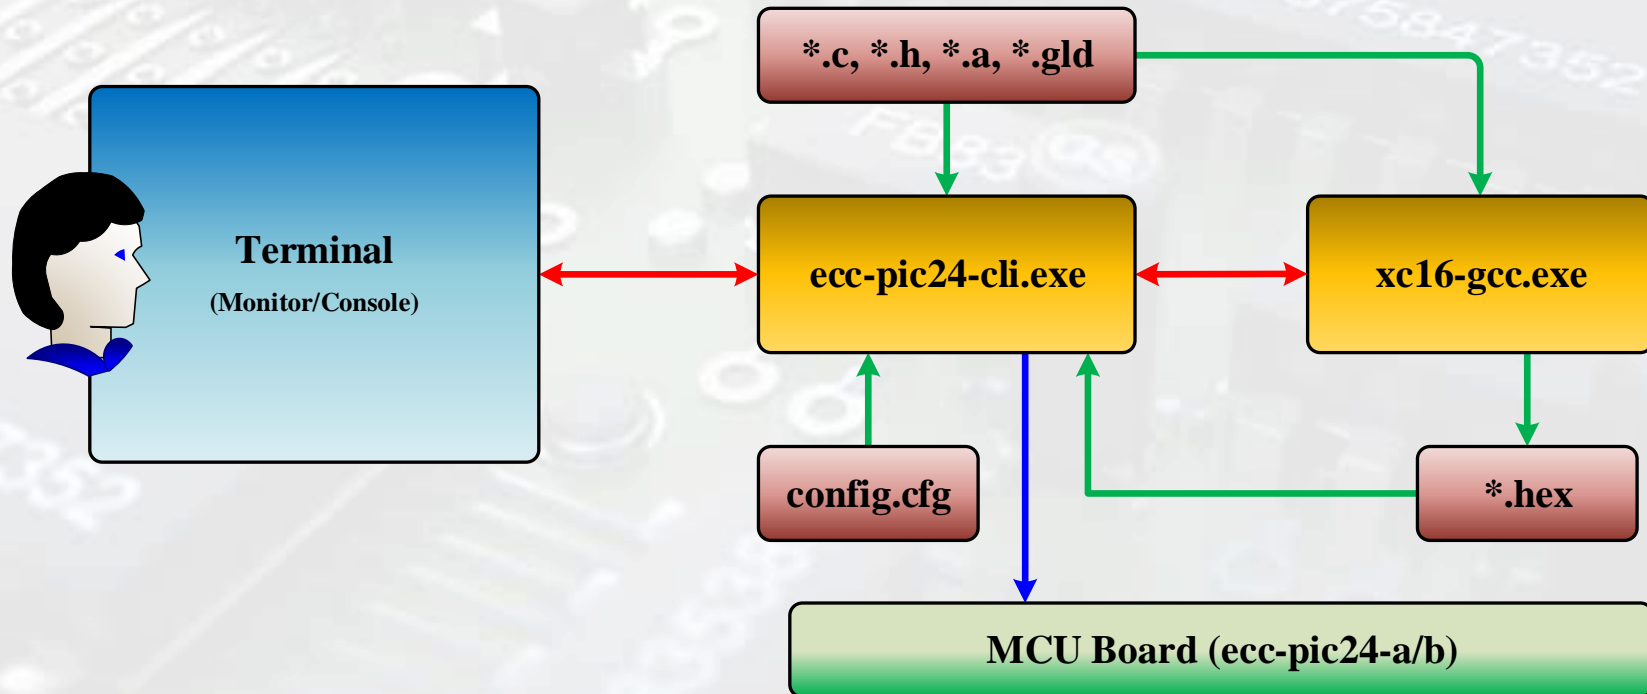 *.c, *.h, *.a, *.gld
Terminal
(Monitor/Console)
ecc-pic24-cli.exe
xc16-gcc.exe
config.cfg
*.hex
MCU Board (ecc-pic24-a/b)